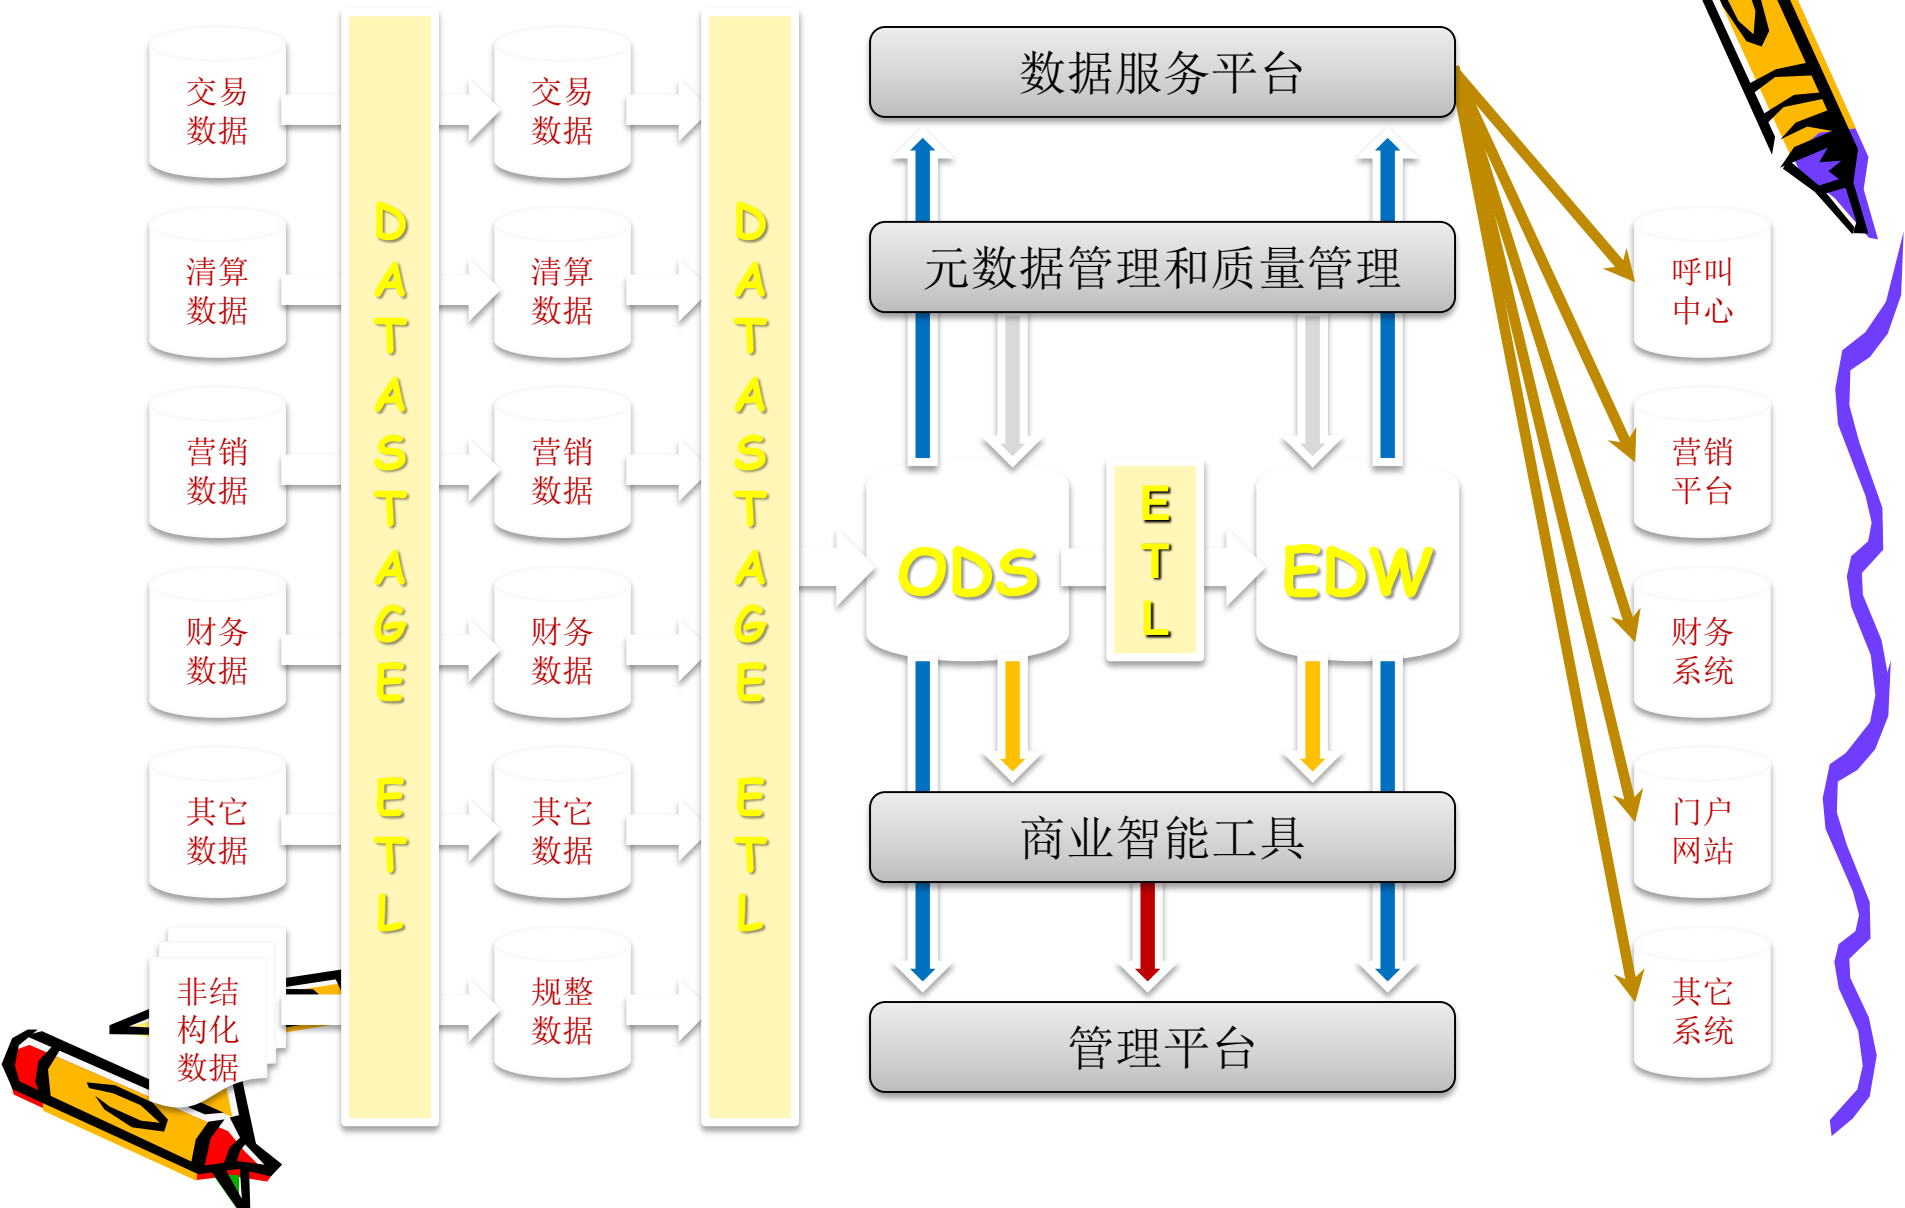 交易
数据
清算
数据
营销
数据
财务
数据
其它
数据
非结
构化
数据
D
A
T
A
S
T
A
G
E
E
T
L
交易
数据
清算
数据
营销
数据
财务
数据
其它
数据
规整
数据
D
A
T
A
S
T
A
G
E
E
T
L
数据服务平台
元数据管理和质量管理
ODS
E
T
L
EDW
商业智能工具
管理平台
呼叫
中心
营销
平台
财务
系统
门户
网站
其它
系统